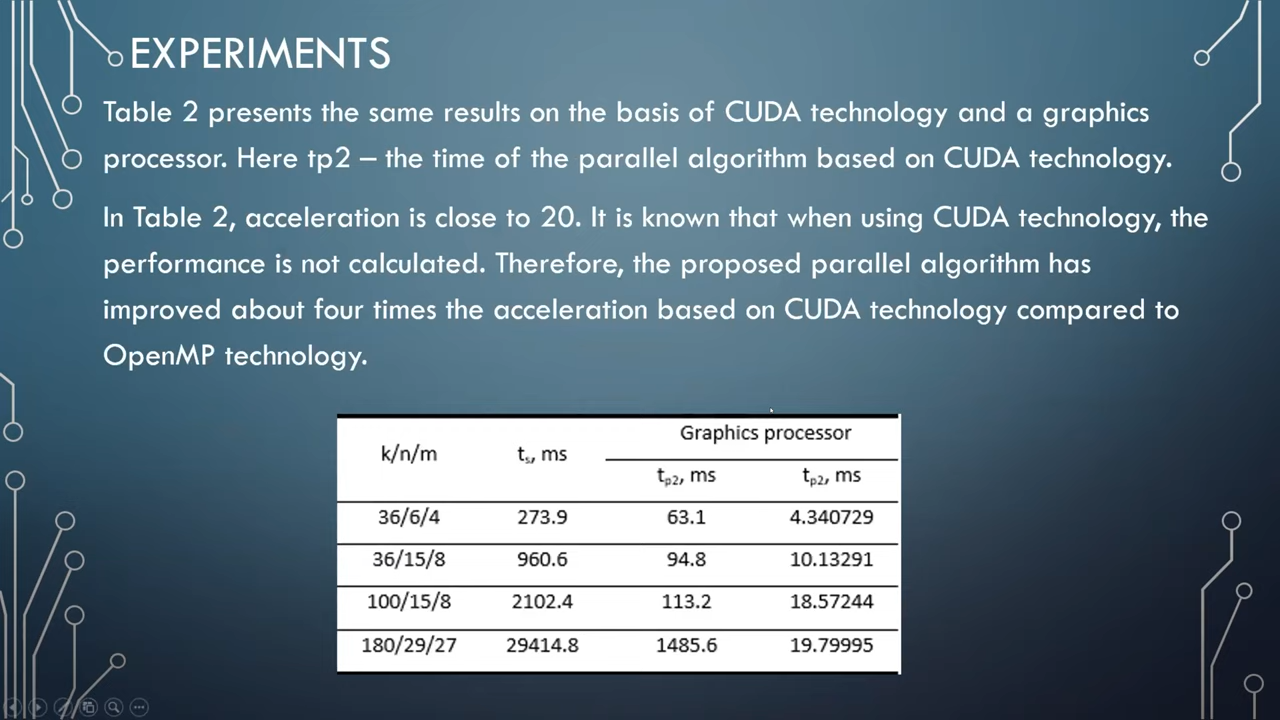 EXPERIMENTS
Table 2 presents the same results on the basis of CUDA technology and a graphics
processor. Here tp2 – the time of the parallel algorithm based on CUDA technology.
In Table 2, acceleration is close to 20. It is known that when using CUDA technology, the
performance is not calculated. Therefore, the proposed parallel algorithm has
improved about four times the acceleration based on CUDA technology compared to
OpenMP technology.
k/n/m tₛ, ms Graphics processor
tₚ₂, ms tₚ₂, ms
36/6/4 273.9 63.1 4.340729
36/15/8 960.6 94.8 10.13291
100/15/8 2102.4 113.2 18.57244
180/29/27 29414.8 1485.6 19.79995